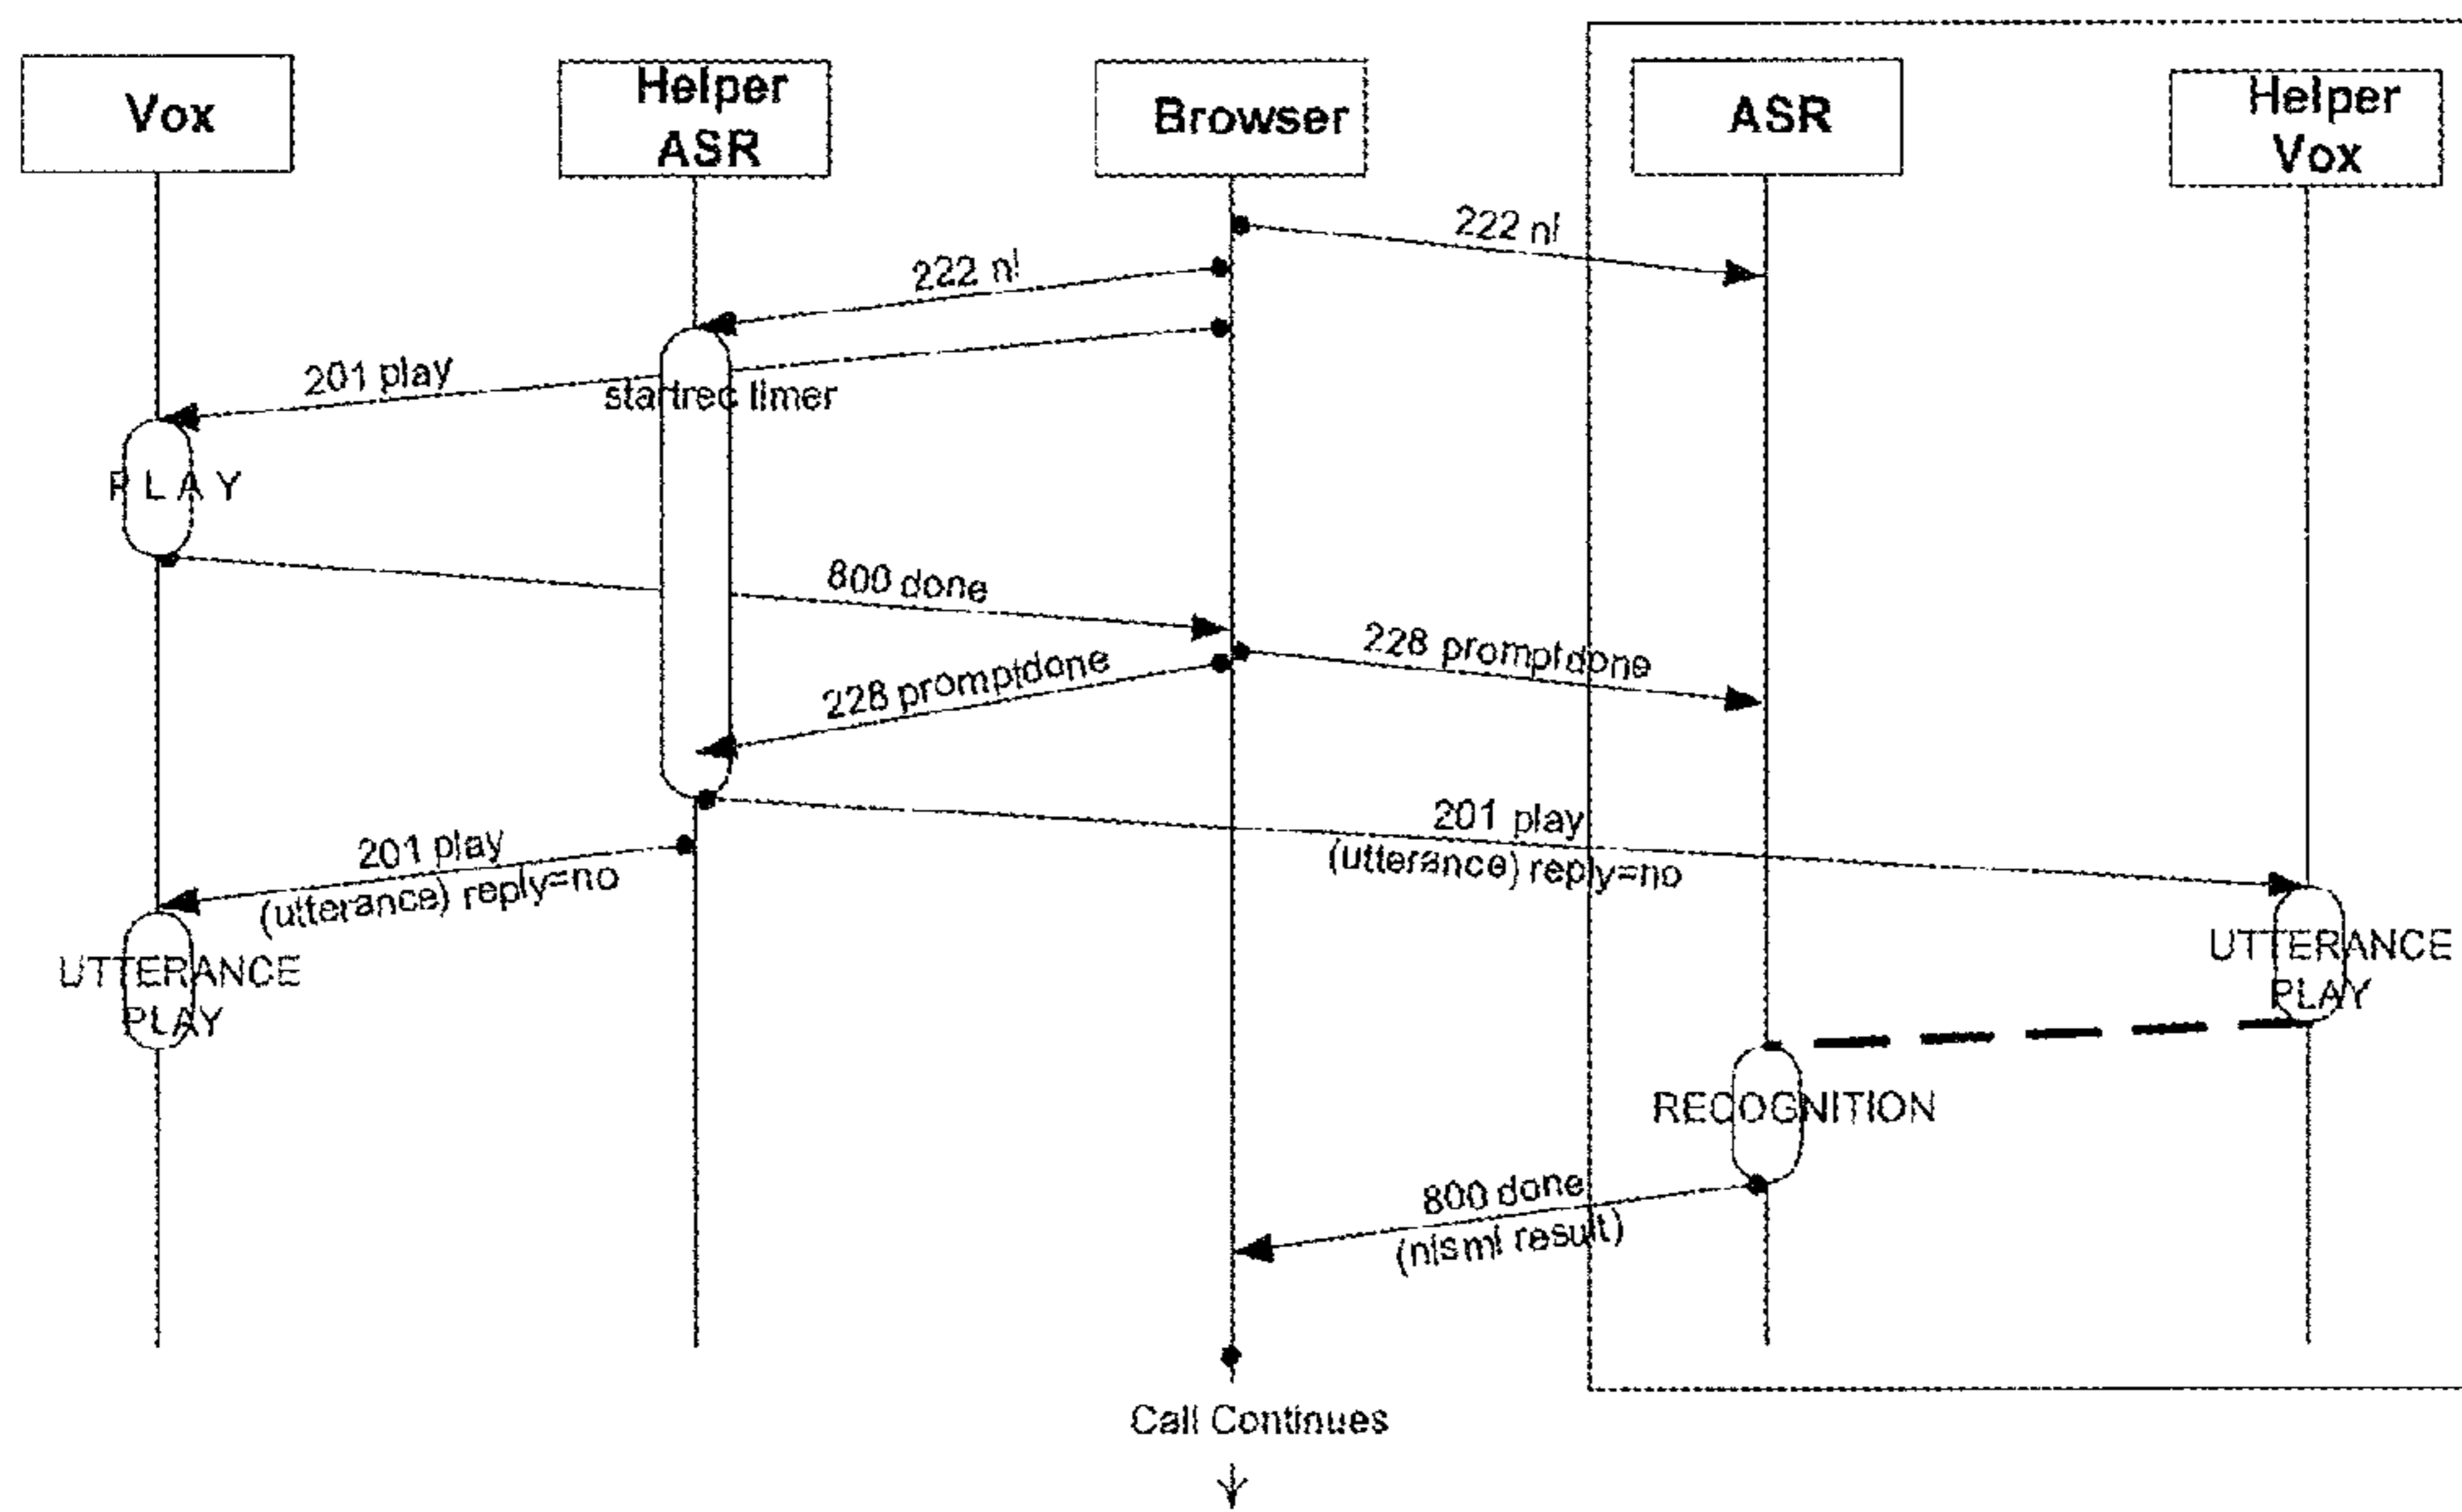 Vox
Helper
ASR
Browser
ASR
Helper
Vox
222 nl
222 nl
201 play
startrec timer
PLAY
800 done
228 promptdone
228 promptdone
201 play
(utterance) reply=no
201 play
(utterance) reply=no
UTTERANCE
PLAY
UTTERANCE
PLAY
RECOGNITION
800 done
(nlsml result)
Call Continues